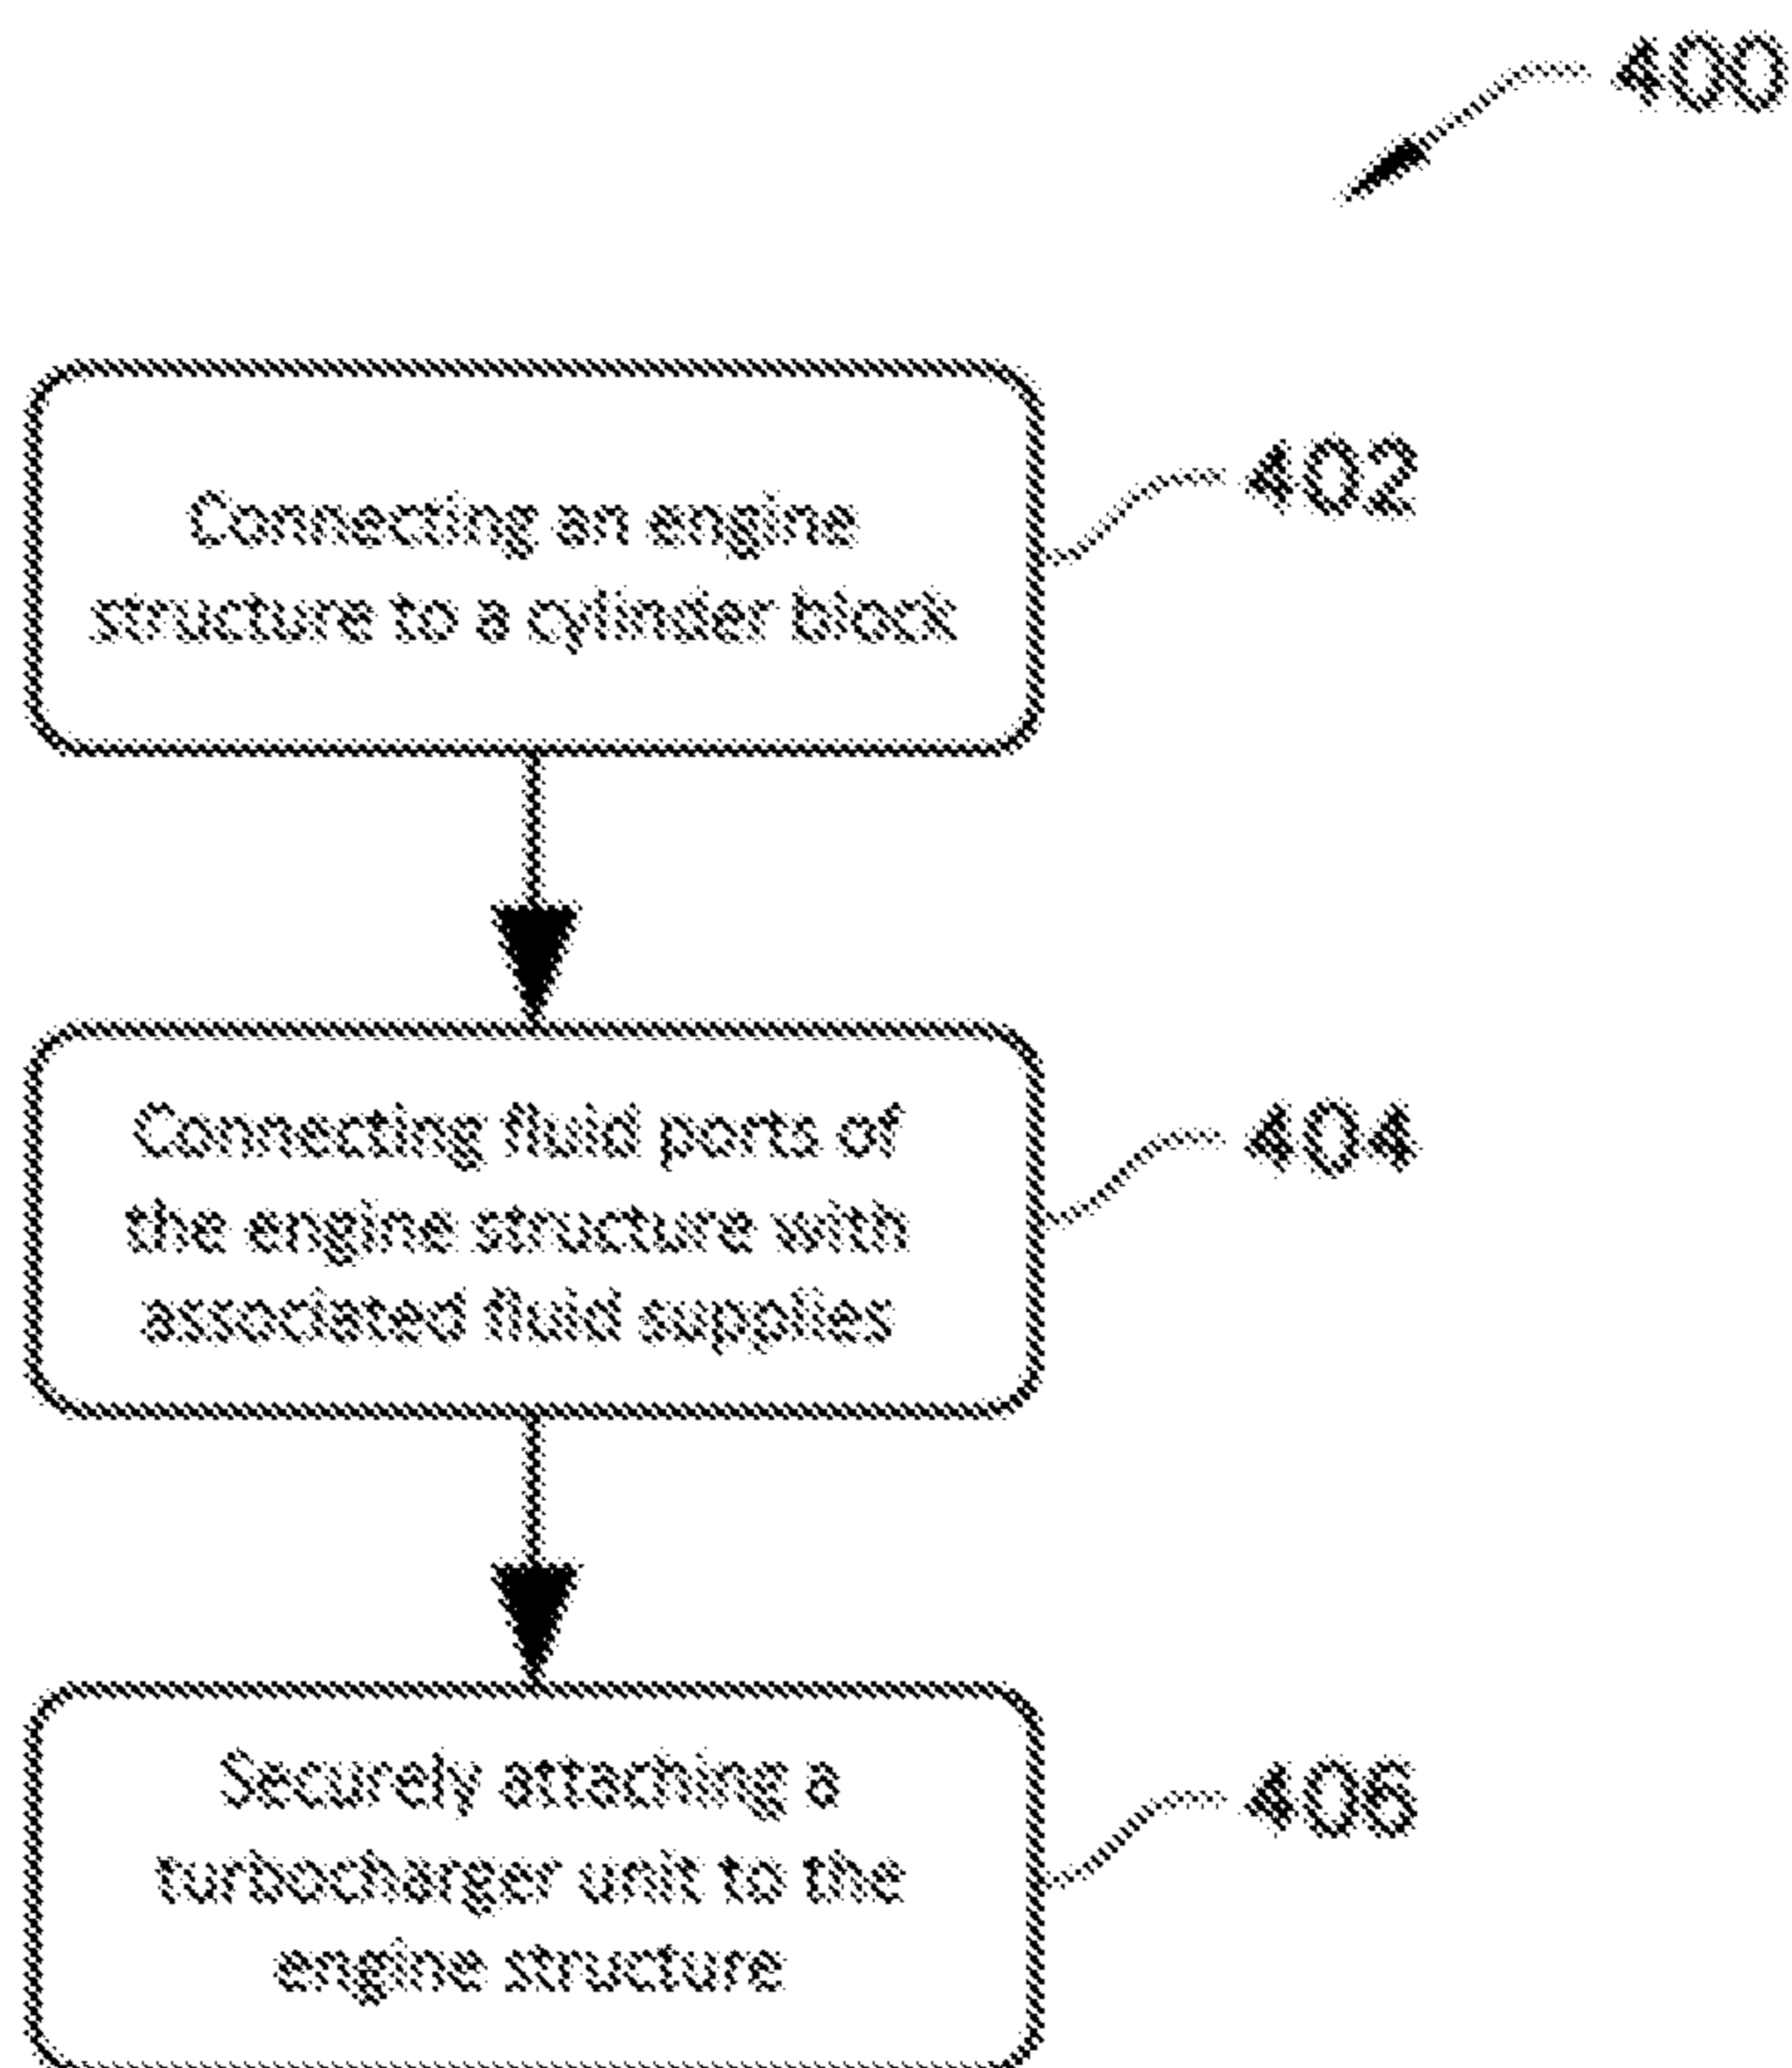 400
402
Connecting an engine
structure to a cylinder block
404
Connecting fluid ports of
the engine structure with
associated fluid supplies
406
Securely attaching a
turbocharger unit to the
engine structure